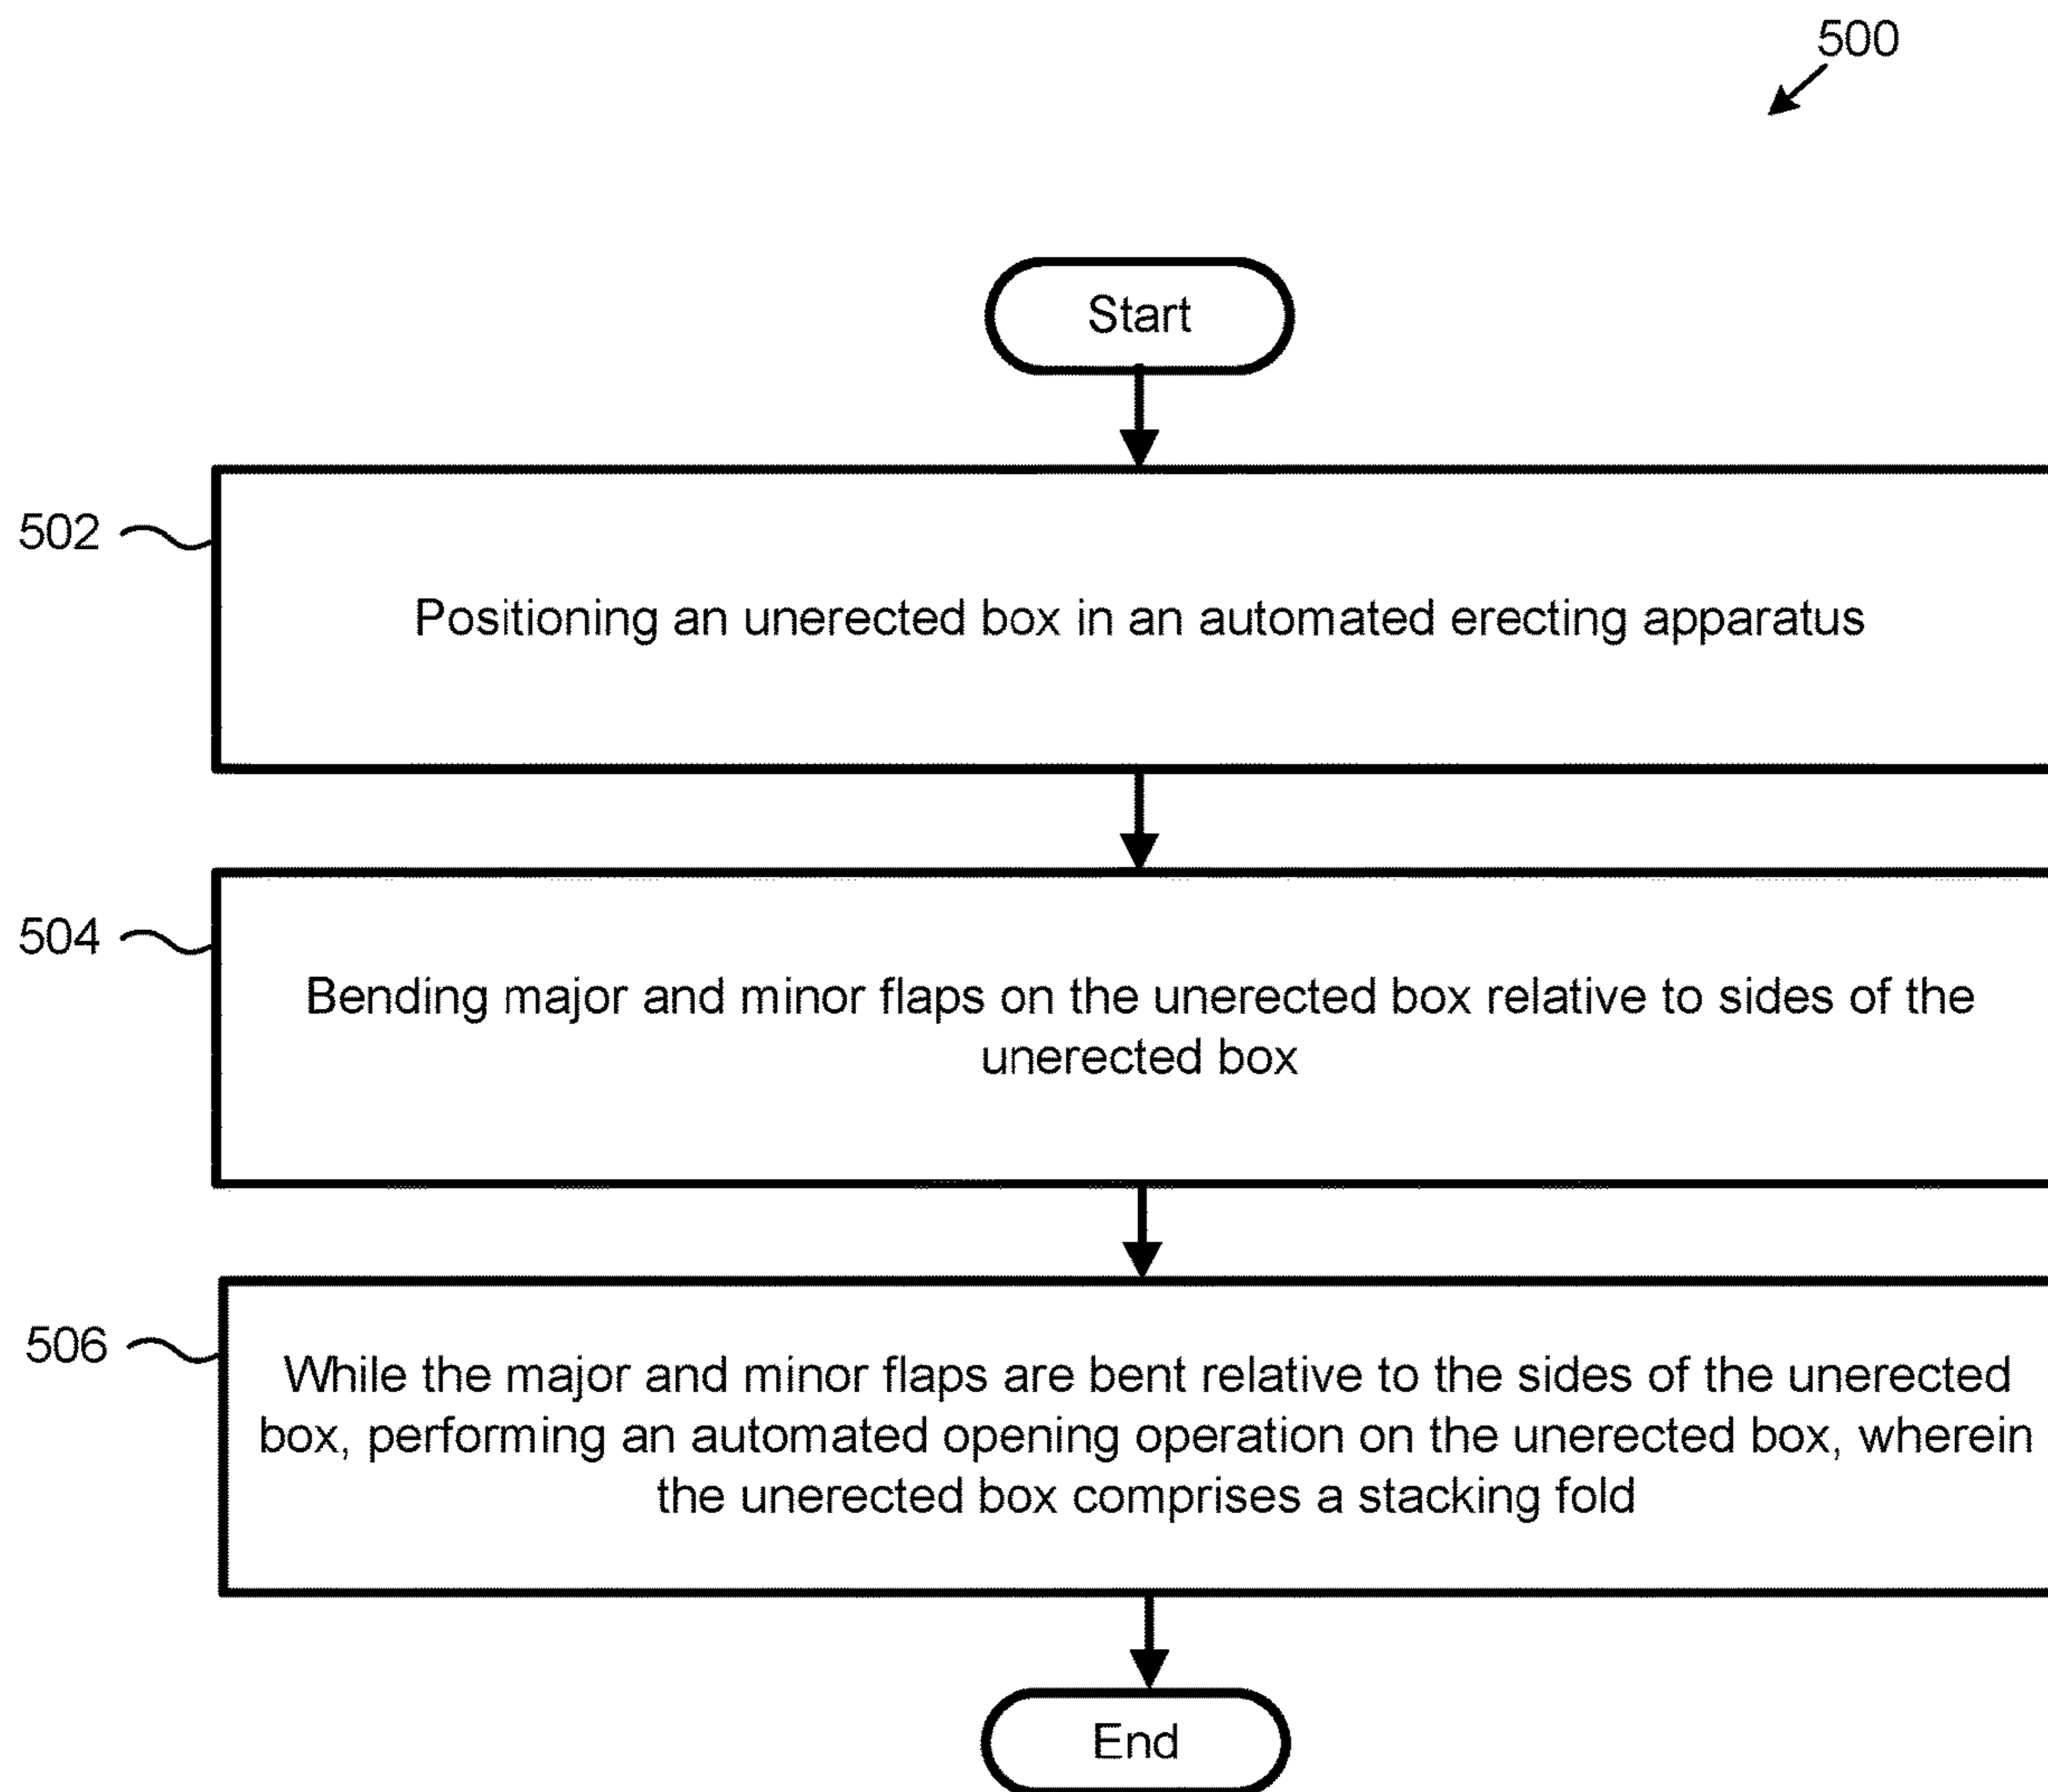 500
Start
502
Positioning an unerected box in an automated erecting apparatus
504
Bending major and minor flaps on the unerected box relative to sides of the
unerected box
506
While the major and minor flaps are bent relative to the sides of the unerected
box, performing an automated opening operation on the unerected box, wherein
the unerected box comprises a stacking fold
End